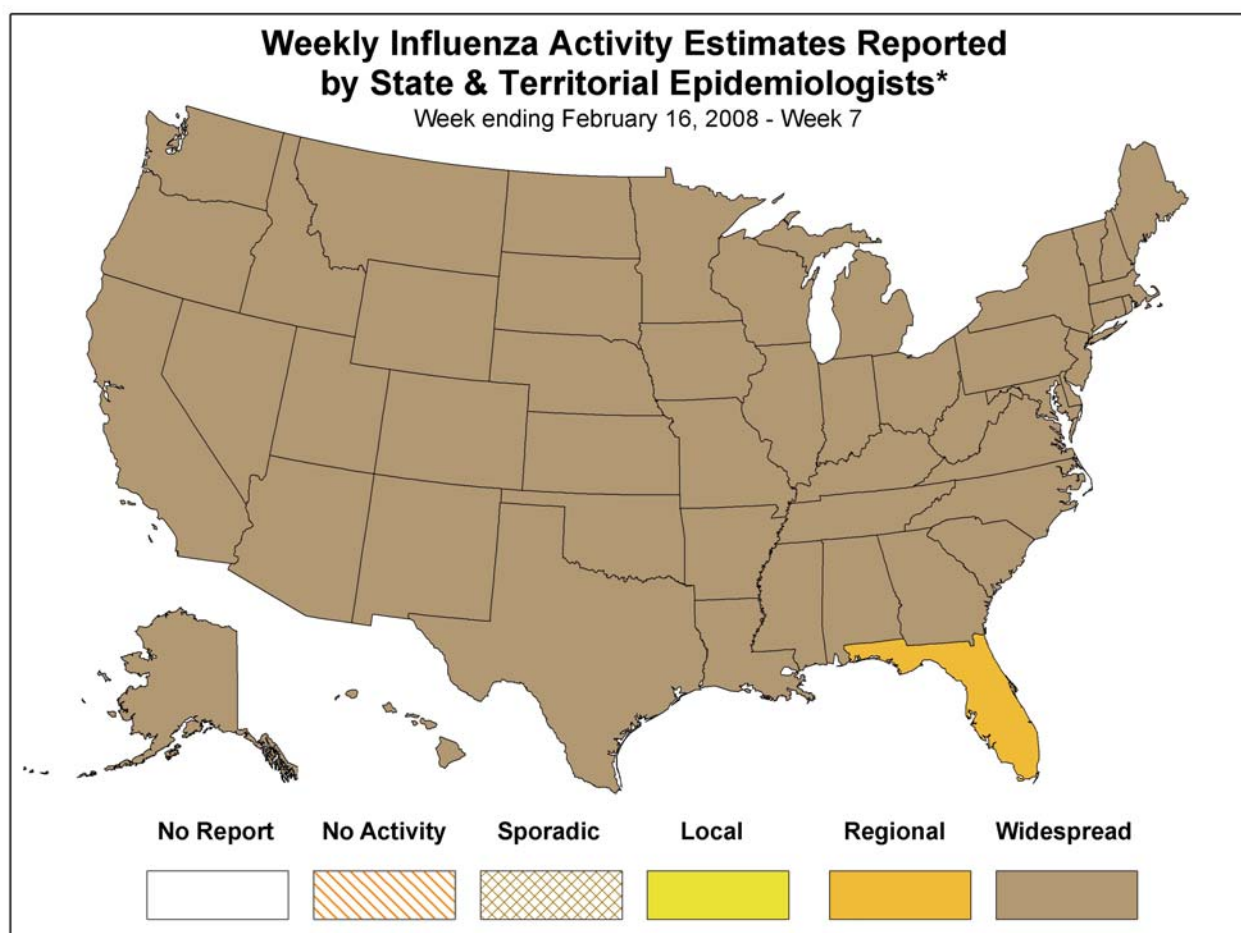 Weekly Influenza Activity Estimates Reported
by State & Territorial Epidemiologists*
Week ending February 16, 2008 - Week 7
No Report No Activity Sporadic Local Regional Widespread